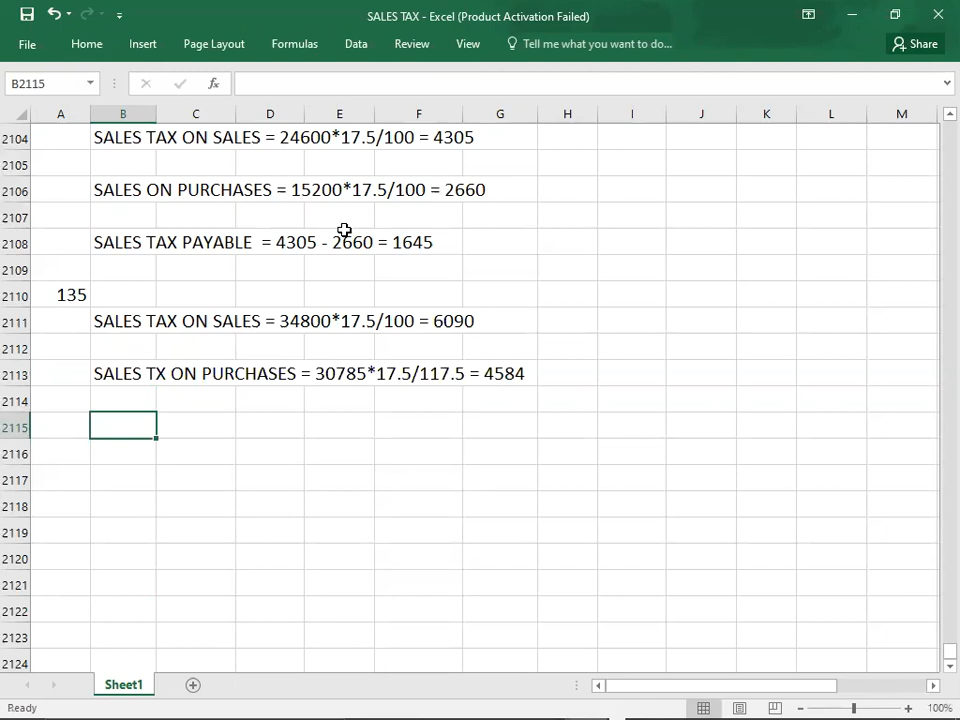 SALES TAX - Excel (Product Activation Failed)
File Home Insert Page Layout Formulas Data Review View Tell me what you want to do... Share
B2115 fx
A B C D E F G H I J K L M
2104 SALES TAX ON SALES = 24600*17.5/100 = 4305
2105
2106 SALES ON PURCHASES = 15200*17.5/100 = 2660
2107
2108 SALES TAX PAYABLE  = 4305 - 2660 = 1645
2109
2110 135
2111 SALES TAX ON SALES = 34800*17.5/100 = 6090
2112
2113 SALES TX ON PURCHASES = 30785*17.5/117.5 = 4584
2114
2115
2116
2117
2118
2119
2120
2121
2122
2123
2124
Sheet1
Ready 100%